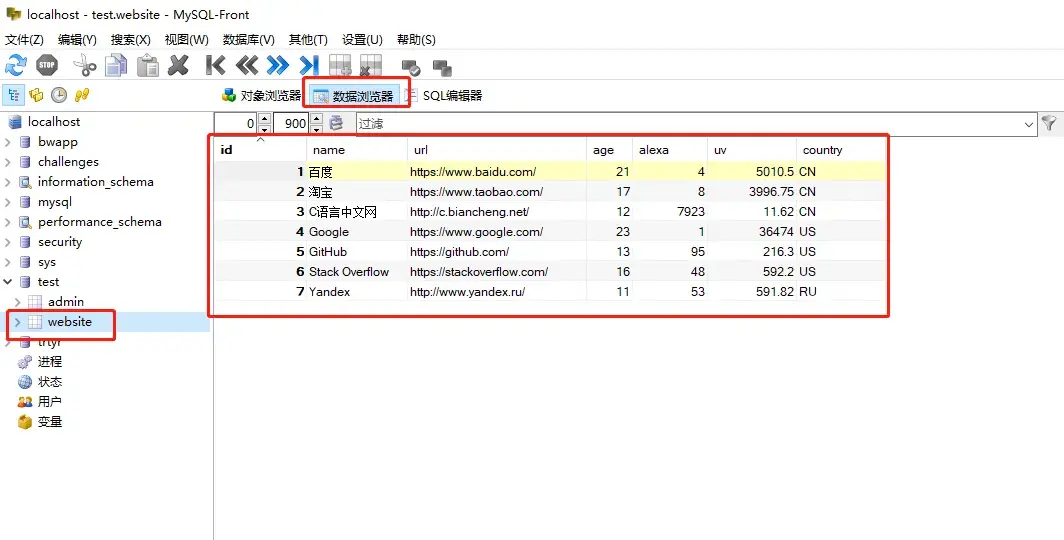 localhost - test.website - MySQL-Front
文件(Z) 编辑(Y) 搜索(X) 视图(W) 数据库(V) 其他(T) 设置(U) 帮助(S)
STOP
对象浏览器 数据浏览器 SQL编辑器
localhost
0 900 过滤
bwapp
challenges
information_schema
mysql
performance_schema
security
sys
test
admin
website
trtyr
进程
状态
用户
变量
id name url age alexa uv country
1 百度 https://www.baidu.com/ 21 4 5010.5 CN
2 淘宝 https://www.taobao.com/ 17 8 3996.75 CN
3 C语言中文网 http://c.biancheng.net/ 12 7923 11.62 CN
4 Google https://www.google.com/ 23 1 36474 US
5 GitHub https://github.com/ 13 95 216.3 US
6 Stack Overflow https://stackoverflow.com/ 16 48 592.2 US
7 Yandex http://www.yandex.ru/ 11 53 591.82 RU